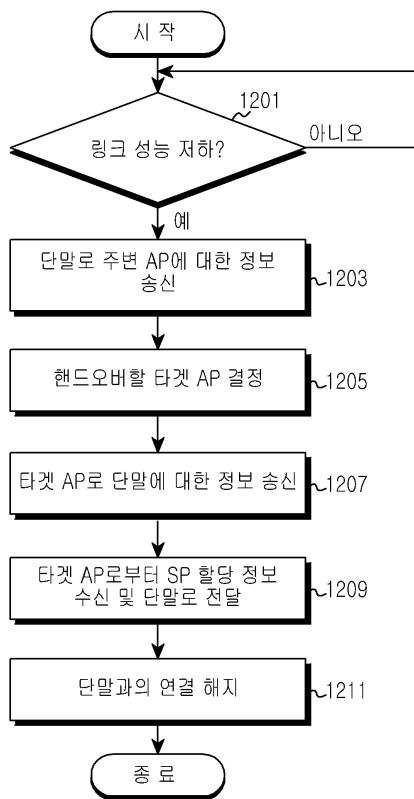 시 작
1201
링크 성능 저하?
아니오
예
단말로 주변 AP에 대한 정보
송신
1203
핸드오버할 타겟 AP 결정
1205
타겟 AP로 단말에 대한 정보 송신
1207
타겟 AP로부터 SP 할당 정보
수신 및 단말로 전달
1209
단말과의 연결 해지
1211
종 료